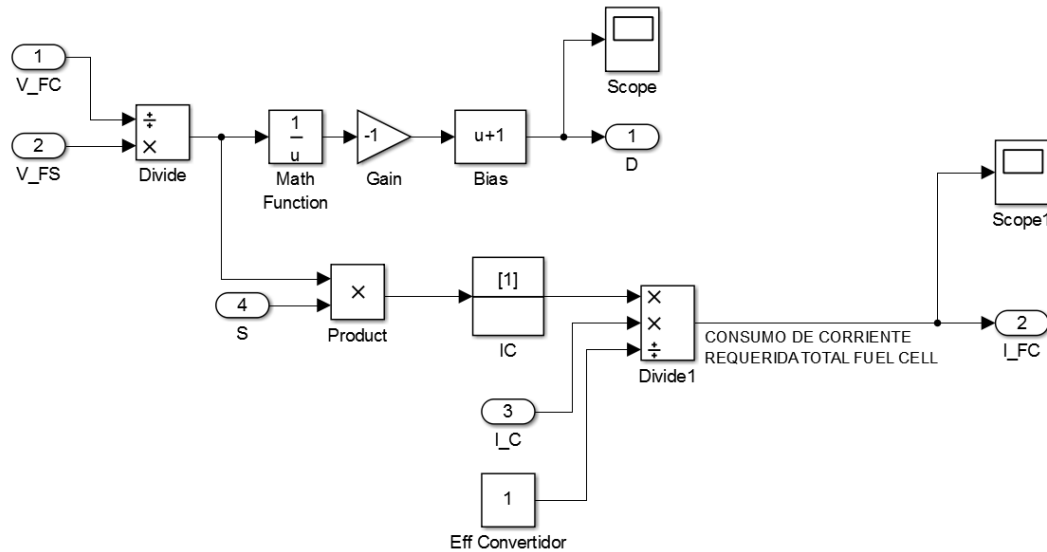 1
V_FC
2
V_FS
÷
×
Divide
1
u
Math
Function
-1
Gain
u+1
Bias
Scope
1
D
4
S
×
Product
[1]
IC
3
I_C
1
Eff Convertidor
×
×
÷
Divide1
CONSUMO DE CORRIENTE
REQUERIDA TOTAL FUEL CELL
Scope1
2
I_FC